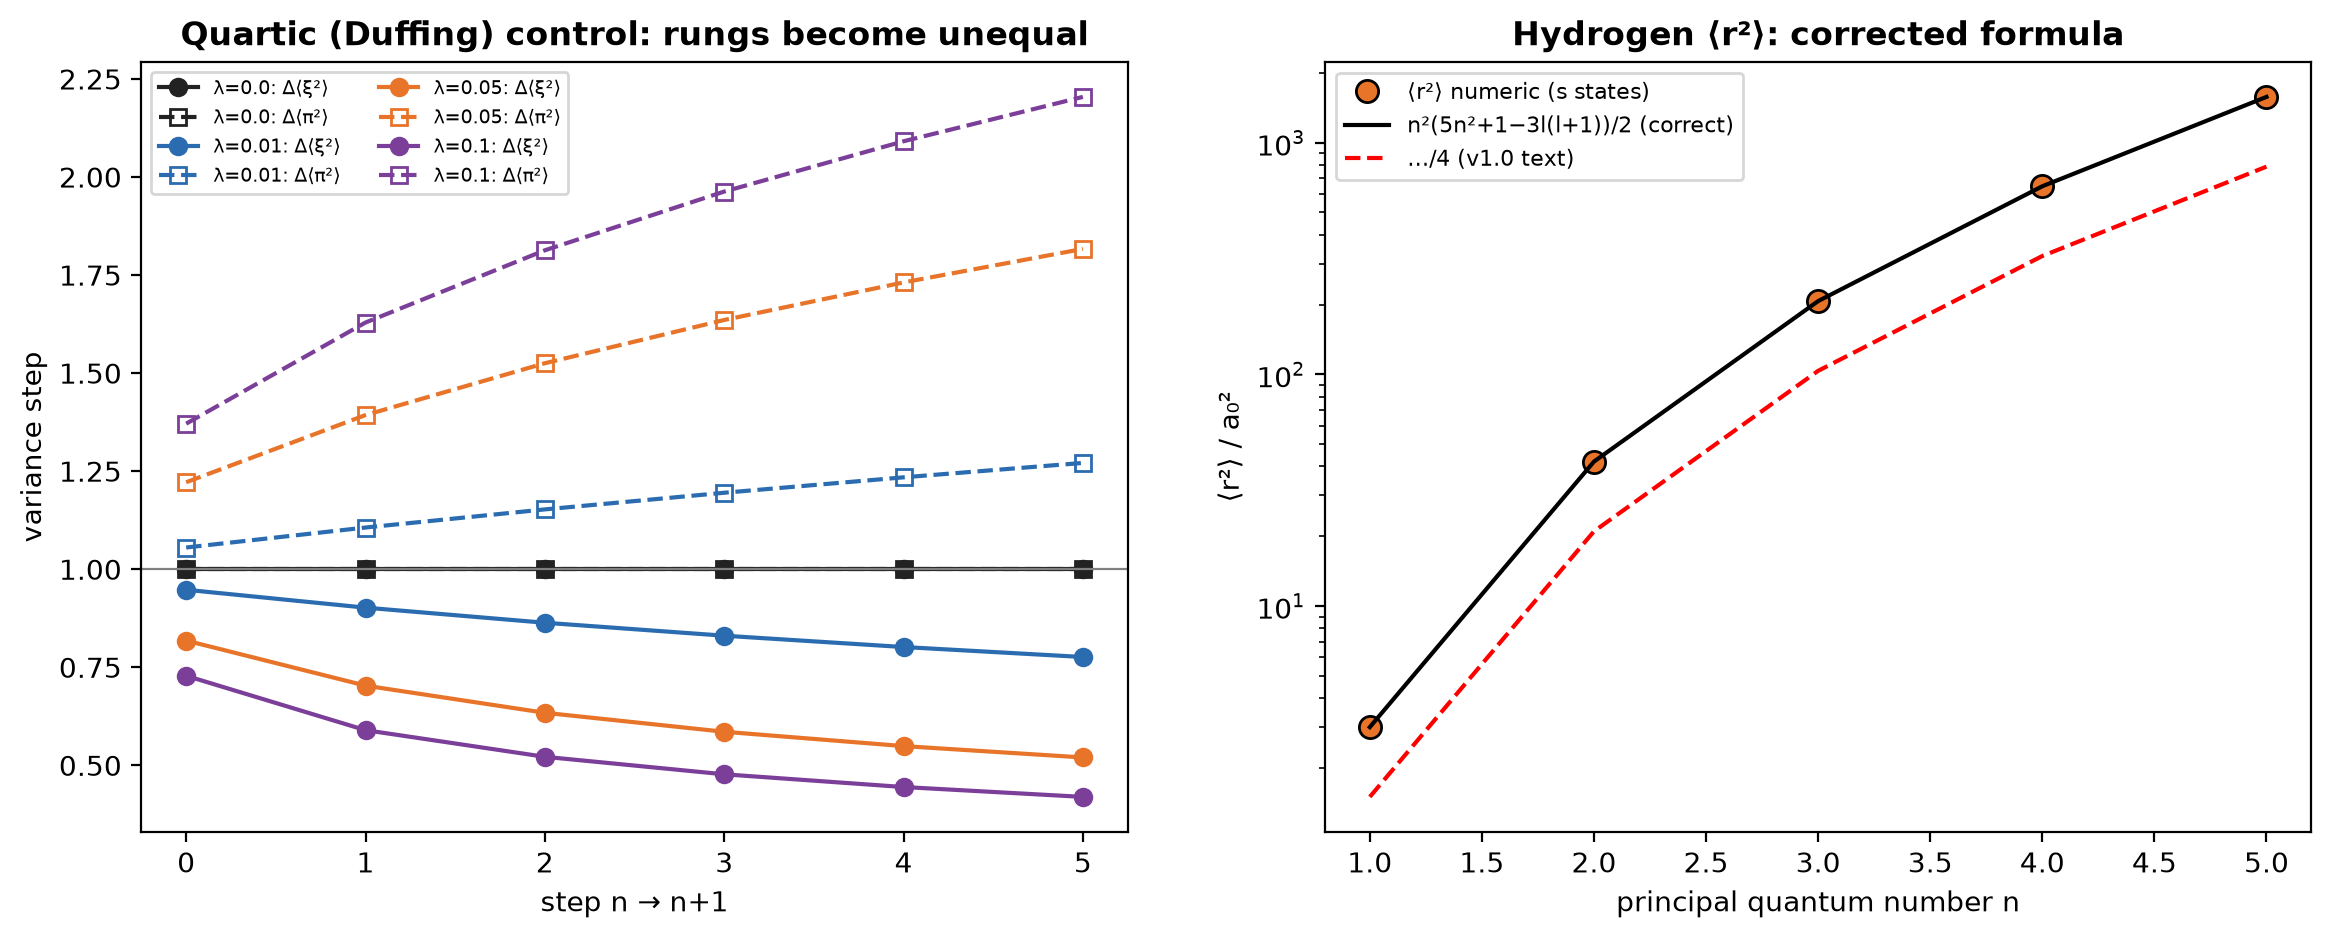 Quartic (Duffing) control: rungs become unequal
λ=0.0: Δ⟨ξ²⟩
λ=0.0: Δ⟨π²⟩
λ=0.01: Δ⟨ξ²⟩
λ=0.01: Δ⟨π²⟩
λ=0.05: Δ⟨ξ²⟩
λ=0.05: Δ⟨π²⟩
λ=0.1: Δ⟨ξ²⟩
λ=0.1: Δ⟨π²⟩
variance step
2.25
2.00
1.75
1.50
1.25
1.00
0.75
0.50
0 1 2 3 4 5
step n → n+1
Hydrogen ⟨r²⟩: corrected formula
⟨r²⟩ numeric (s states)
n²(5n²+1−3l(l+1))/2 (correct)
.../4 (v1.0 text)
⟨r²⟩ / a₀²
10³
10²
10¹
1.0 1.5 2.0 2.5 3.0 3.5 4.0 4.5 5.0
principal quantum number n